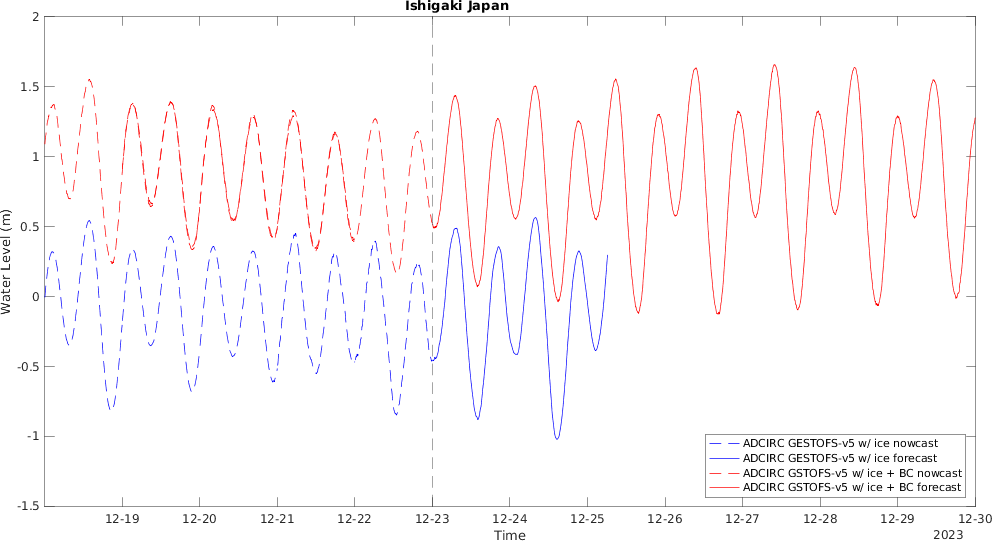 Ishigaki Japan
2
1.5
1
0.5
0
-0.5
-1
-1.5
Water Level (m)
12-19 12-20 12-21 12-22 12-23 12-24 12-25 12-26 12-27 12-28 12-29 12-30
Time
2023
ADCIRC GESTOFS-v5 w/ ice nowcast
ADCIRC GESTOFS-v5 w/ ice forecast
ADCIRC GSTOFS-v5 w/ ice + BC nowcast
ADCIRC GSTOFS-v5 w/ ice + BC forecast